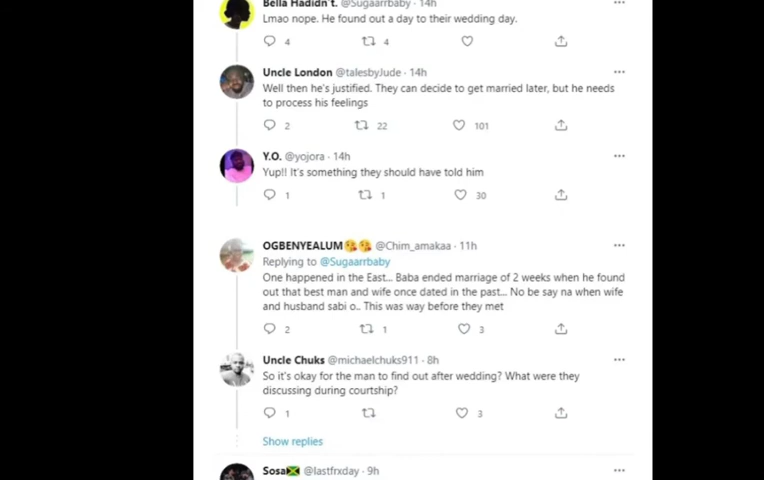 Bella Hadidn't. @Sugaarrbaby · 14h
Lmao nope. He found out a day to their wedding day.
4 4
Uncle London @talesbyJude · 14h
Well then he's justified. They can decide to get married later, but he needs
to process his feelings
2 22 101
Y.O. @yojora · 14h
Yup!! It's something they should have told him
1 1 30
OGBENYEALUM😘😘 @Chim_amakaa · 11h
Replying to @Sugaarrbaby
One happened in the East... Baba ended marriage of 2 weeks when he found
out that best man and wife once dated in the past... No be say na when wife
and husband sabi o.. This was way before they met
2 1 3
Uncle Chuks @michaelchuks911 · 8h
So it's okay for the man to find out after wedding? What were they
discussing during courtship?
1 3
Show replies
Sosa🇯🇲 @lastfrxday · 9h